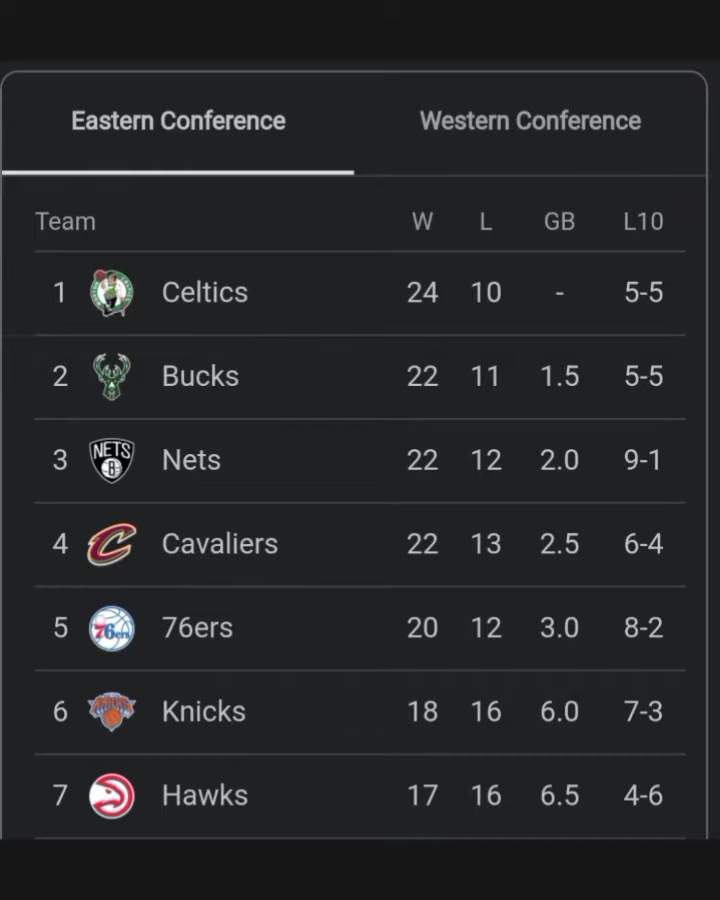 Eastern Conference Western Conference
Team W L GB L10
1 Celtics 24 10 - 5-5
2 Bucks 22 11 1.5 5-5
3 NETS B Nets 22 12 2.0 9-1
4 C Cavaliers 22 13 2.5 6-4
5 76ers 76ers 20 12 3.0 8-2
6 KNICKS Knicks 18 16 6.0 7-3
7 Hawks 17 16 6.5 4-6